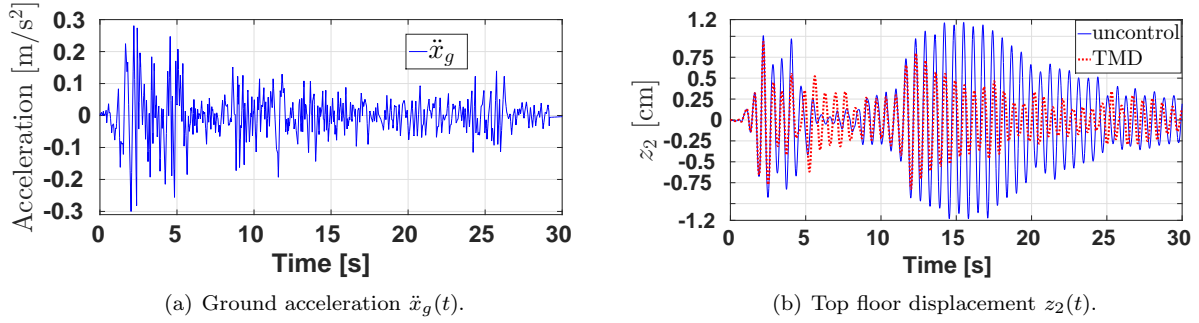 0.3
0.2
0.1
0
-0.1
-0.2
-0.3
Acceleration [m/s²]
ẍ_g
0 5 10 15 20 25 30
Time [s]
(a) Ground acceleration ẍ_g(t).
1.2
0.75
0.5
0.25
0
-0.25
-0.5
-0.75
-1.2
z₂ [cm]
uncontrol
TMD
0 5 10 15 20 25 30
Time [s]
(b) Top floor displacement z₂(t).